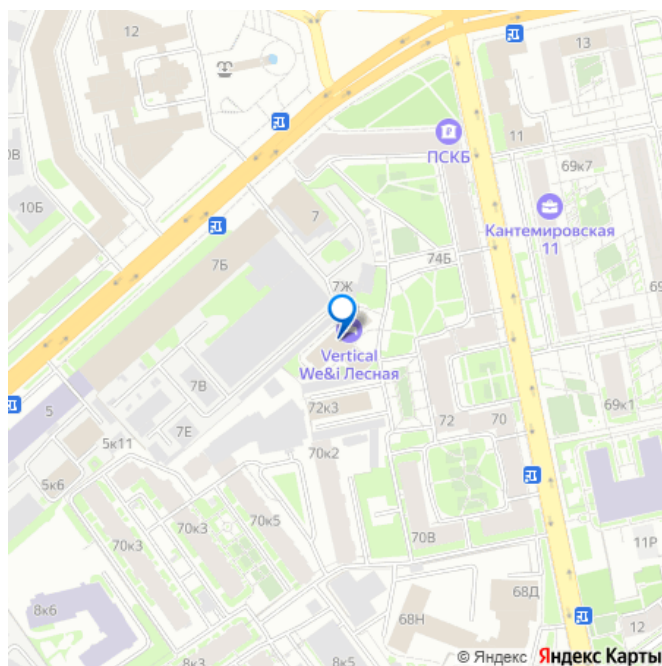 12
13
ПСКБ
11
69к7
0В
10Б
7
Кантемировская
11
7Б
74Б
69
7Ж
Vertical
We&i Лесная
7В
5
72к3
72
70
69к1
7Е
5к11
70к2
5к6
70к5
70к3
70к3
70В
11Р
68Д
8к6
68Н
12
8к5
© Яндекс Яндекс Карты